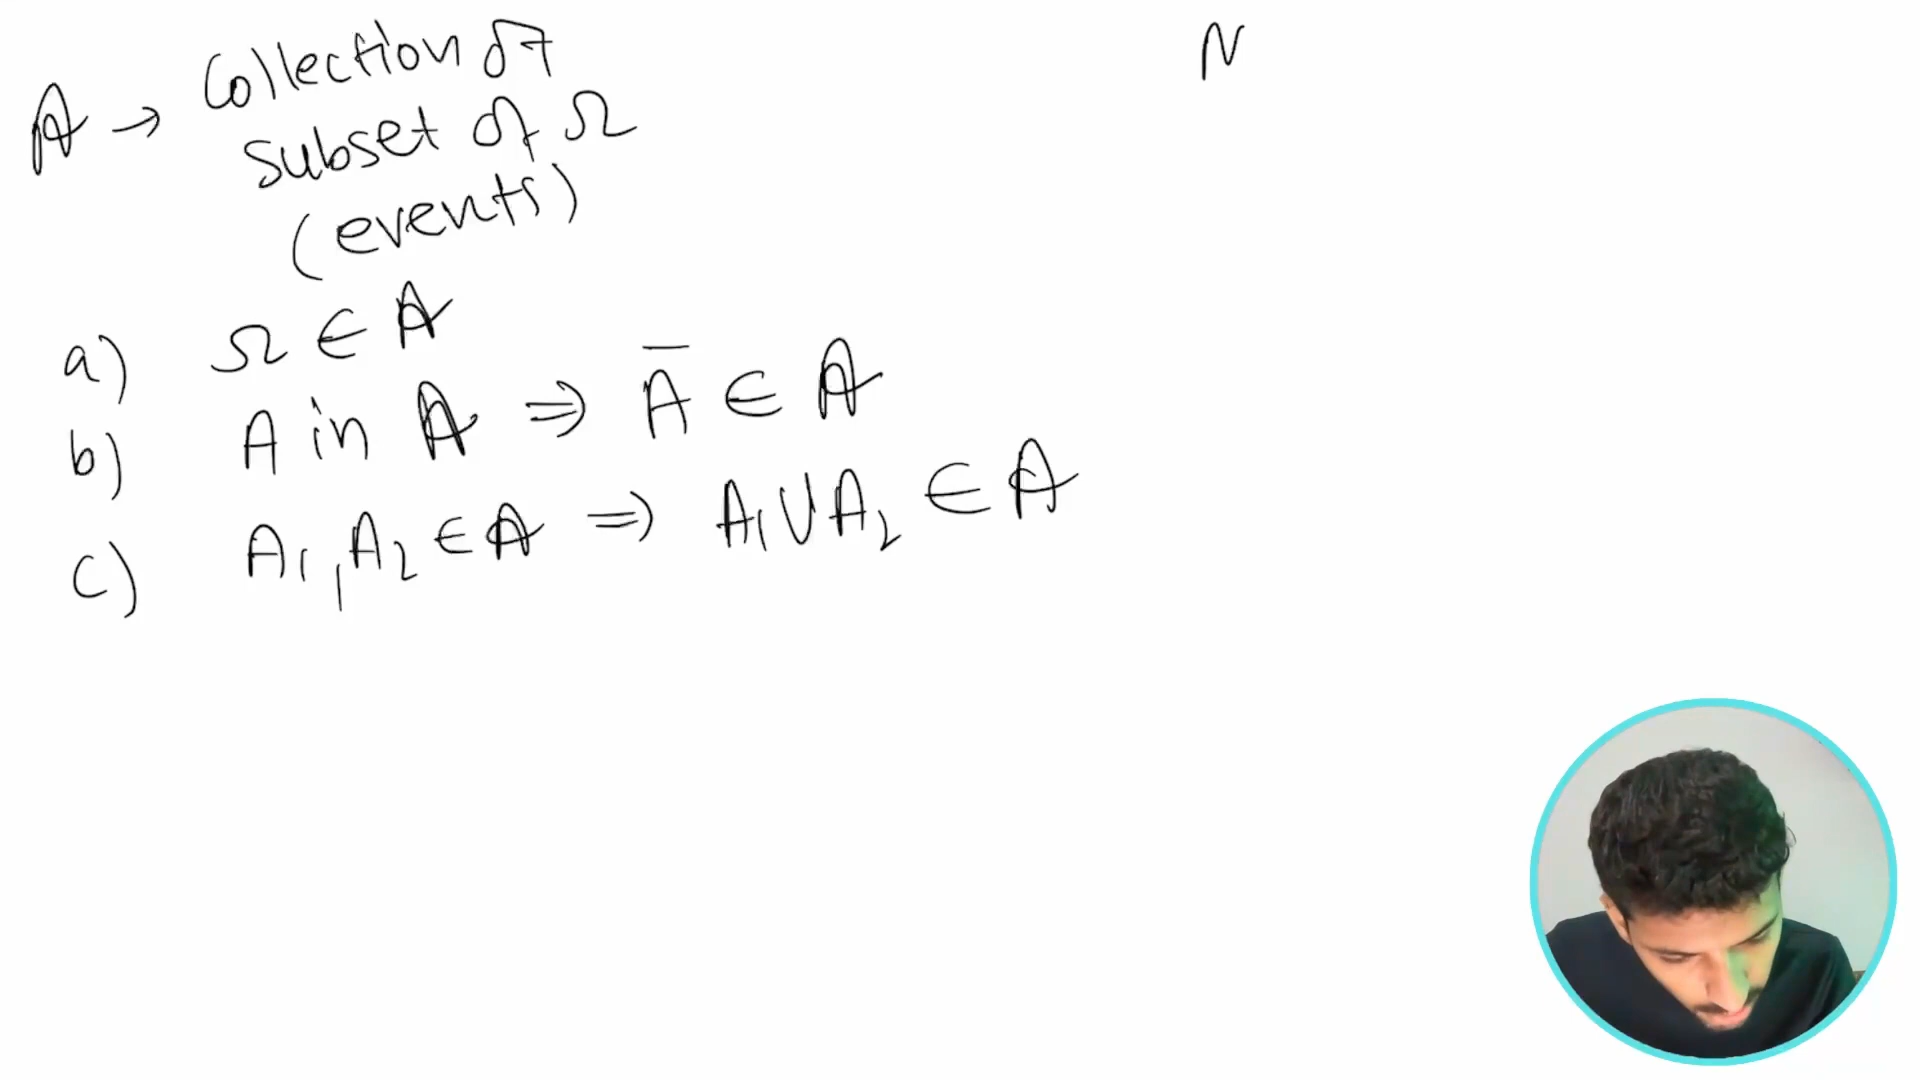 𝔸 → Collection of
subset of Ω
(events)
a) Ω ∈ 𝔸
b) A in 𝔸 ⇒ A̅ ∈ 𝔸
c) A₁, A₂ ∈ 𝔸 ⇒ A₁ ∪ A₂ ∈ 𝔸
N